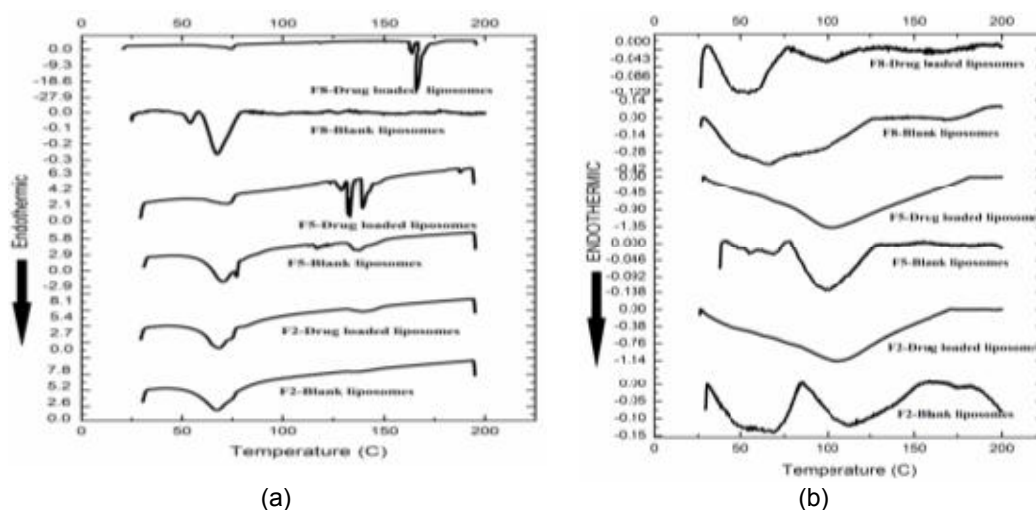 0 50 100 150 200
0.0
-9.3
-18.6
-27.9
F8-Drug loaded liposomes
0.0
-0.1
-0.2
-0.3
F8-Blank liposomes
6.3
4.2
2.1
0.0
F5-Drug loaded liposomes
5.8
2.9
0.0
-2.9
F5-Blank liposomes
8.1
5.4
2.7
0.0
F2-Drug loaded liposomes
7.8
5.2
2.6
0.0
F2-Blank liposomes
0 50 100 150 200
Temperature (C)
Endothermic
(a)
0 50 100 150 200
0.000
-0.043
-0.086
-0.129
F8-Drug loaded liposomes
0.14
0.00
-0.14
-0.28
-0.42
F8-Blank liposomes
-0.45
-0.90
-1.35
F5-Drug loaded liposomes
0.000
-0.046
-0.092
-0.138
F5-Blank liposomes
0.00
-0.38
-0.76
-1.14
F2-Drug loaded liposomes
0.00
-0.05
-0.10
-0.15
F2-Blank liposomes
0 50 100 150 200
Temperature (C)
ENDOTHERMIC
(b)